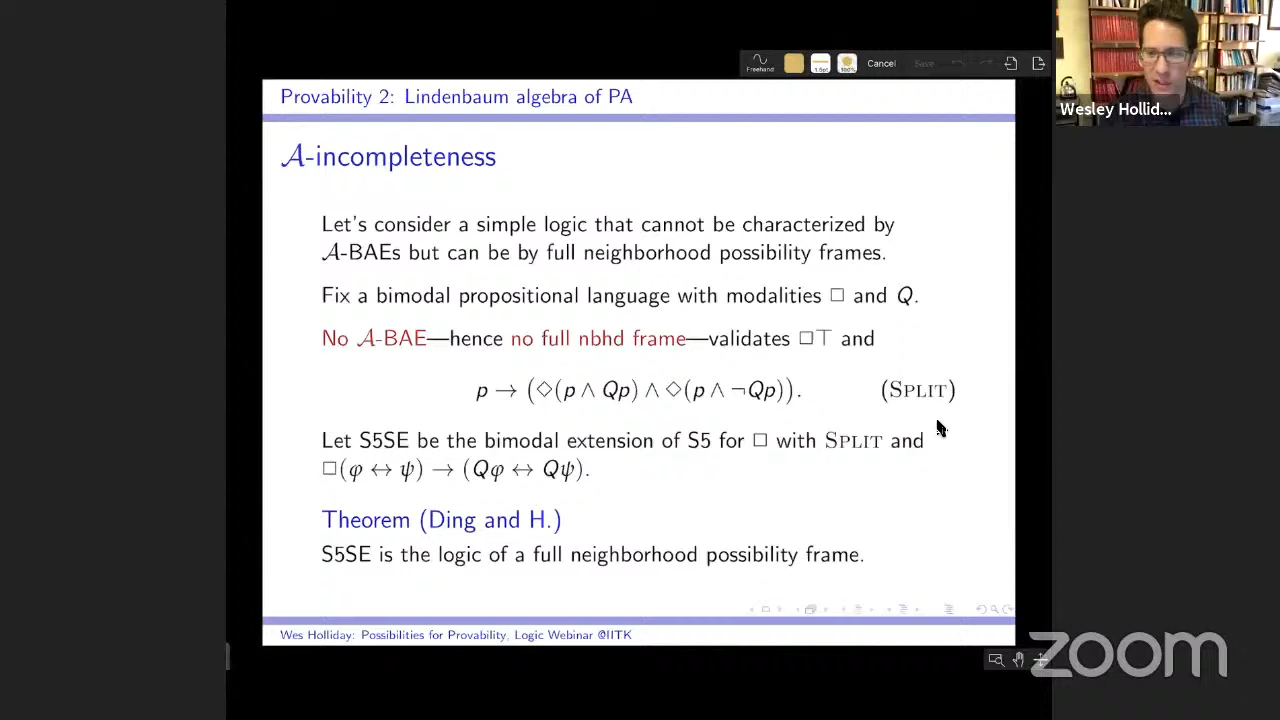 Freehand
1.5pt
100%
Cancel
Save
Wesley Hollid...
Provability 2: Lindenbaum algebra of PA
𝒜-incompleteness
Let's consider a simple logic that cannot be characterized by
𝒜-BAEs but can be by full neighborhood possibility frames.
Fix a bimodal propositional language with modalities □ and Q.
No 𝒜-BAE—hence no full nbhd frame—validates □⊤ and
p → (◇(p ∧ Qp) ∧ ◇(p ∧ ¬Qp)). (SPLIT)
Let S5SE be the bimodal extension of S5 for □ with SPLIT and
□(φ ↔ ψ) → (Qφ ↔ Qψ).
Theorem (Ding and H.)
S5SE is the logic of a full neighborhood possibility frame.
Wes Holliday: Possibilities for Provability, Logic Webinar @IITK
zoom